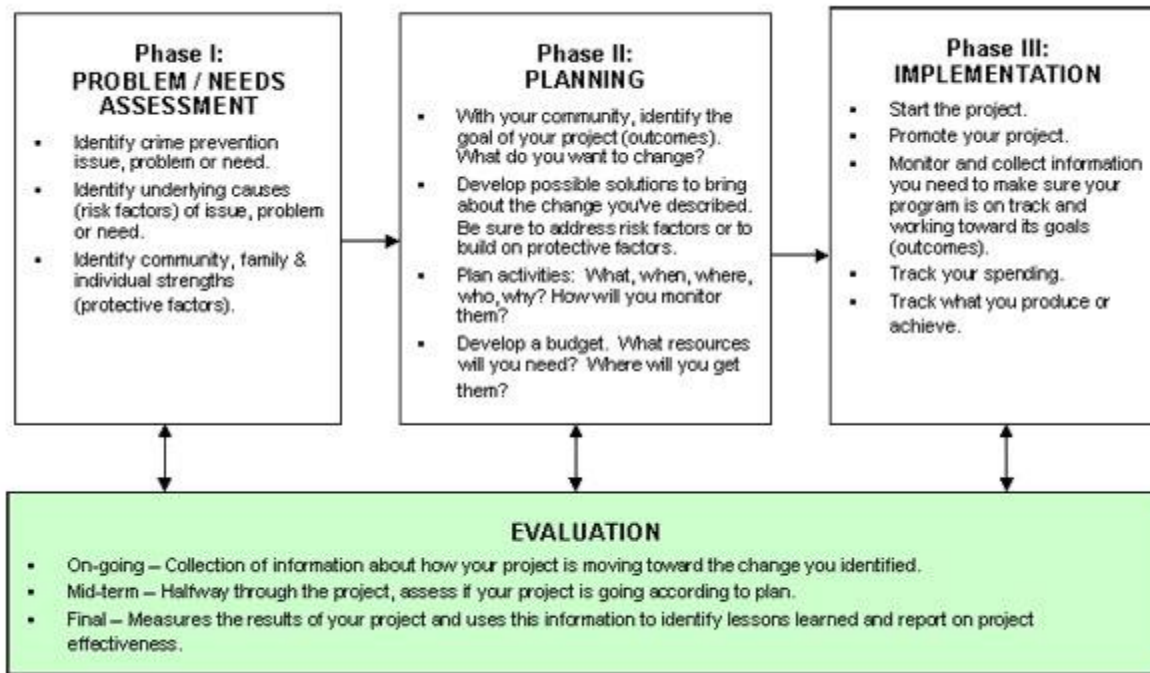 Phase I:
PROBLEM / NEEDS
ASSESSMENT
▪ Identify crime prevention
issue, problem or need.
▪ Identify underlying causes
(risk factors) of issue, problem
or need.
▪ Identify community, family &
individual strengths
(protective factors).
Phase II:
PLANNING
▪ With your community, identify the
goal of your project (outcomes).
What do you want to change?
▪ Develop possible solutions to bring
about the change you've described.
Be sure to address risk factors or to
build on protective factors.
▪ Plan activities: What, when, where,
who, why? How will you monitor
them?
▪ Develop a budget. What resources
will you need? Where will you get
them?
Phase III:
IMPLEMENTATION
▪ Start the project.
▪ Promote your project.
▪ Monitor and collect information
you need to make sure your
program is on track and
working toward its goals
(outcomes).
▪ Track your spending.
▪ Track what you produce or
achieve.
EVALUATION
▪ On-going – Collection of information about how your project is moving toward the change you identified.
▪ Mid-term – Halfway through the project, assess if your project is going according to plan.
▪ Final – Measures the results of your project and uses this information to identify lessons learned and report on project
effectiveness.